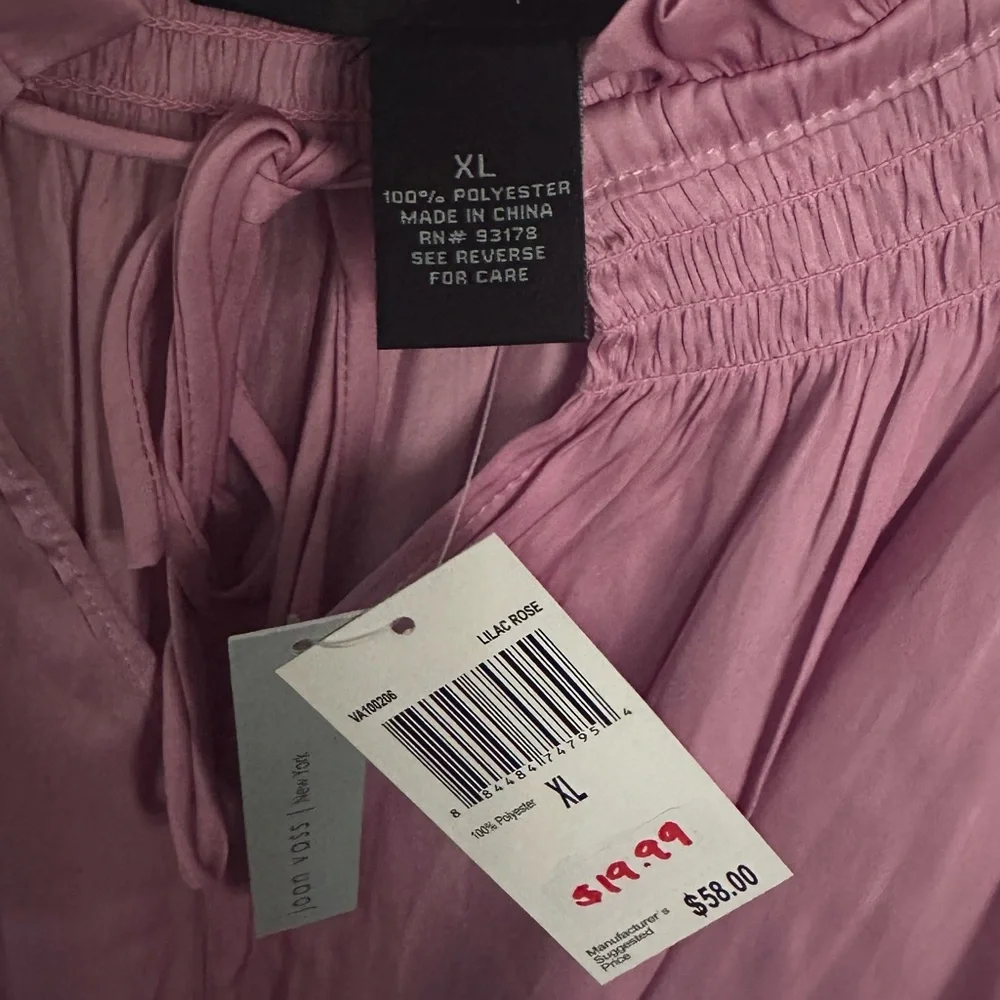 XL
100% POLYESTER
MADE IN CHINA
RN# 93178
SEE REVERSE
FOR CARE
LILAC ROSE
VA100206
8 84484 74795 4
100% Polyester
XL
$19.99
$58.00
Manufacturer's
Suggested
Price
joan vass | New York